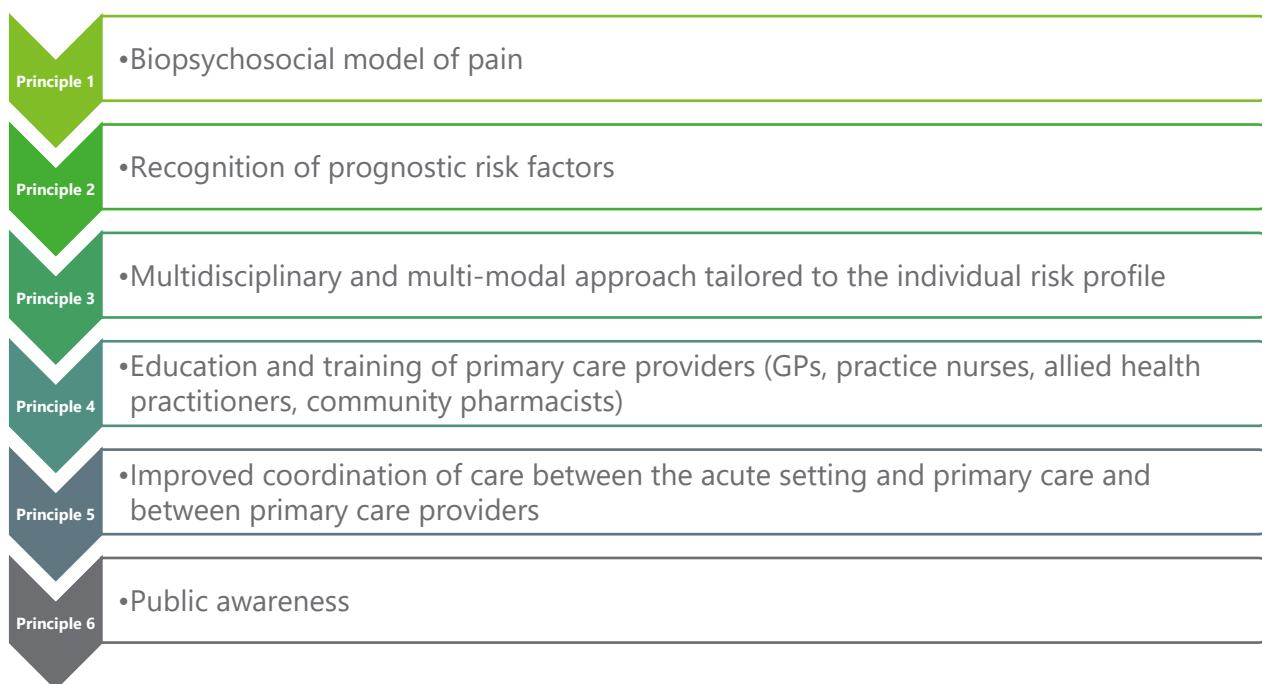 Principle 1
•Biopsychosocial model of pain
Principle 2
•Recognition of prognostic risk factors
Principle 3
•Multidisciplinary and multi-modal approach tailored to the individual risk profile
Principle 4
•Education and training of primary care providers (GPs, practice nurses, allied health
practitioners, community pharmacists)
Principle 5
•Improved coordination of care between the acute setting and primary care and
between primary care providers
Principle 6
•Public awareness